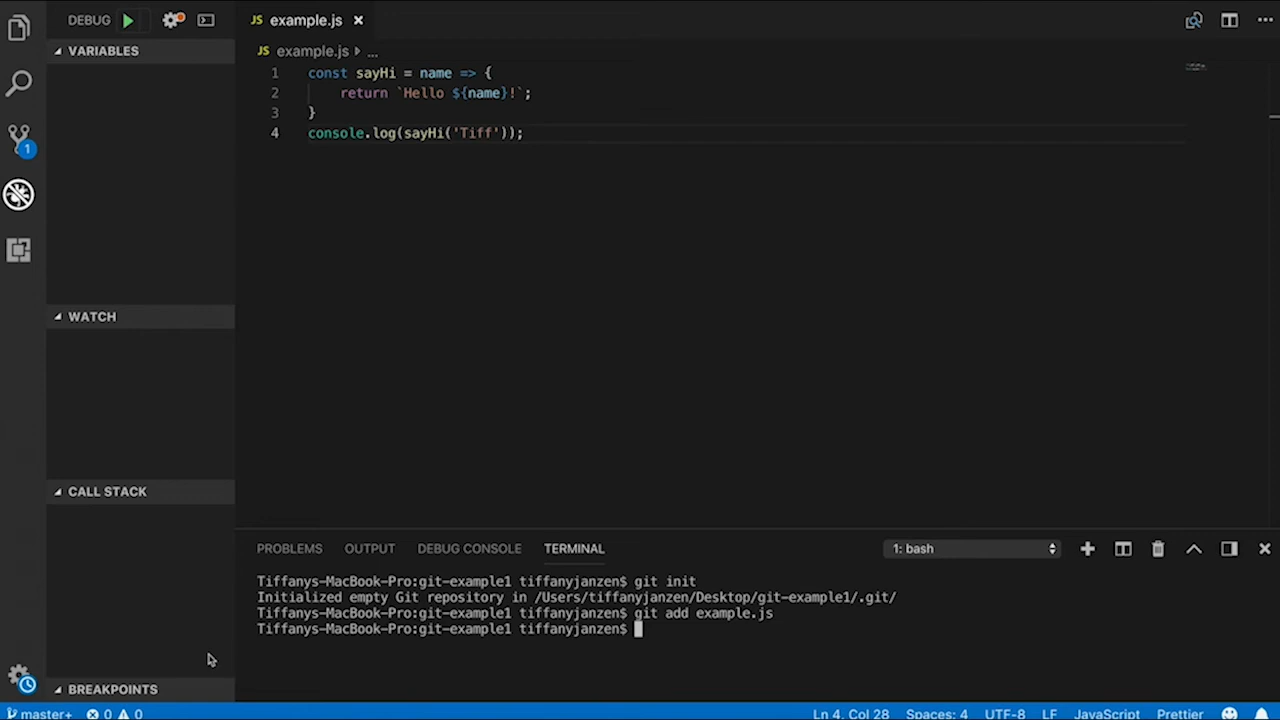 DEBUG
VARIABLES
WATCH
CALL STACK
BREAKPOINTS
1
JS example.js
JS example.js ...
1 const sayHi = name => {
2 return `Hello ${name}!`;
3 }
4 console.log(sayHi('Tiff'));
PROBLEMS OUTPUT DEBUG CONSOLE TERMINAL 1: bash
Tiffanys-MacBook-Pro:git-example1 tiffanyjanzen$ git init
Initialized empty Git repository in /Users/tiffanyjanzen/Desktop/git-example1/.git/
Tiffanys-MacBook-Pro:git-example1 tiffanyjanzen$ git add example.js
Tiffanys-MacBook-Pro:git-example1 tiffanyjanzen$
master+ 0 0 Ln 4, Col 28 Spaces: 4 UTF-8 LF JavaScript Prettier